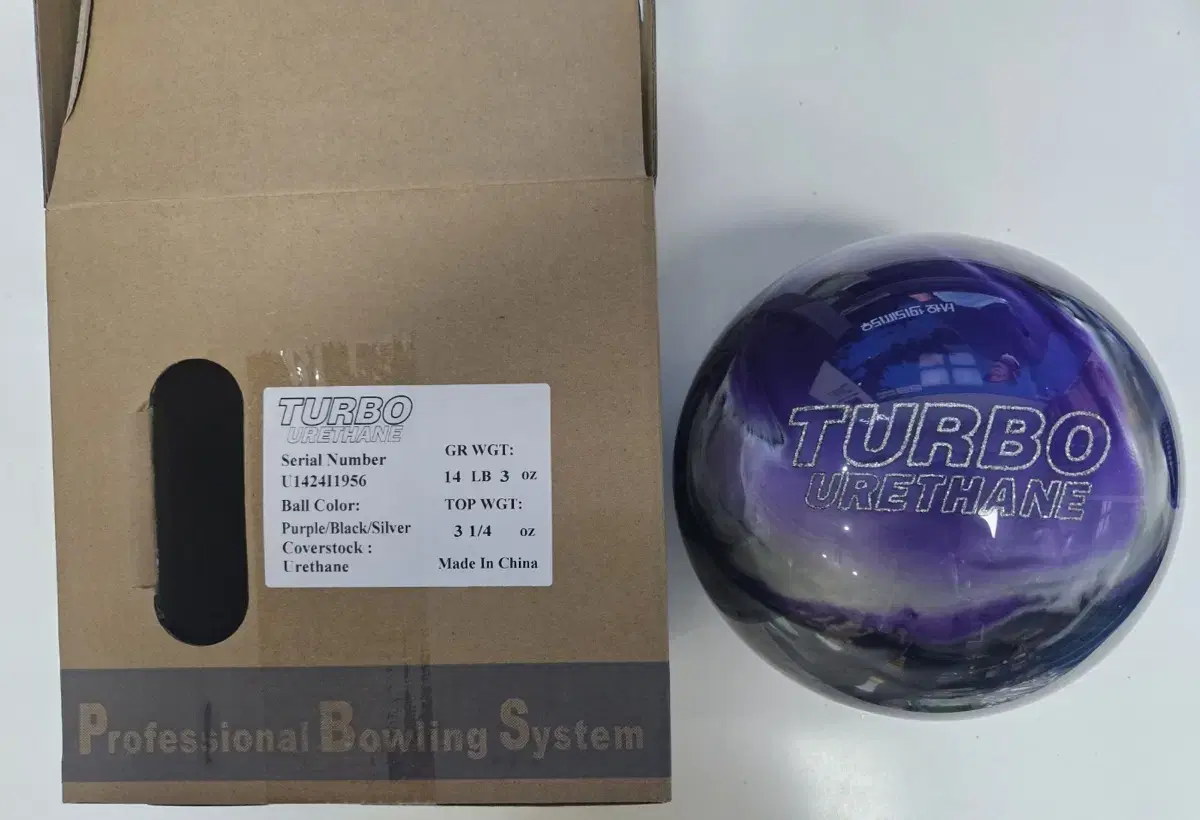 TURBO
URETHANE
Serial Number
U142411956
Ball Color:
Purple/Black/Silver
Coverstock :
Urethane
GR WGT:
14 LB 3 oz
TOP WGT:
3 1/4 oz
Made In China
Professional Bowling System
TURBO
URETHANE